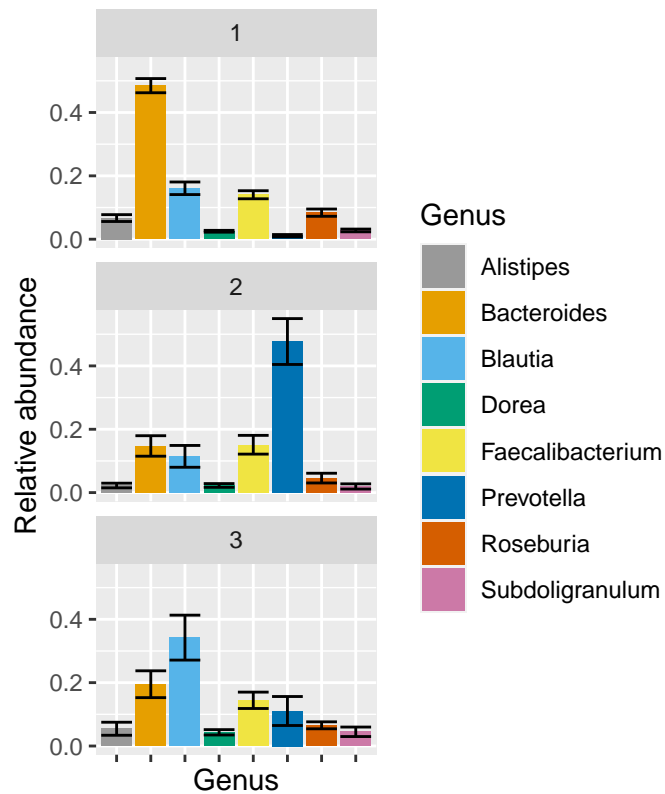 1
0.4
0.2
0.0
2
0.4
0.2
0.0
3
0.4
0.2
0.0
Relative abundance
Genus
Genus
Alistipes
Bacteroides
Blautia
Dorea
Faecalibacterium
Prevotella
Roseburia
Subdoligranulum